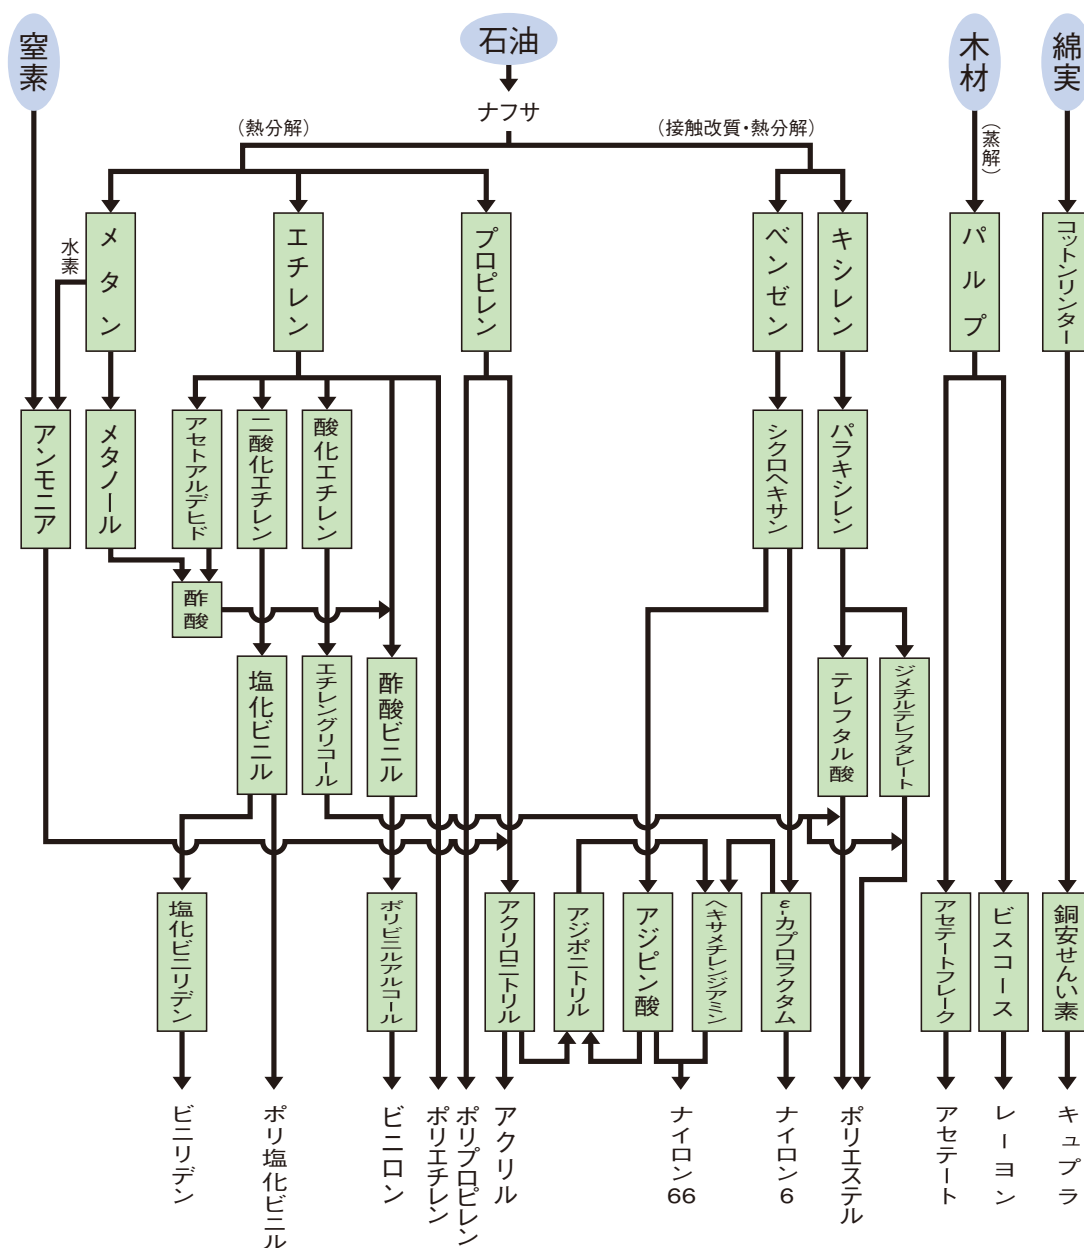 窒素
石油
木材
綿実
ナフサ
(熱分解)
(接触改質・熱分解)
(蒸解)
水素
メタン
エチレン
プロピレン
ベンゼン
キシレン
パルプ
コットンリンター
アンモニア
メタノール
アセトアルデヒド
二酸化エチレン
酸化エチレン
シクロヘキサン
パラキシレン
酢酸
塩化ビニル
エチレングリコール
酢酸ビニル
テレフタル酸
ジメチルテレフタレート
塩化ビニリデン
ポリビニルアルコール
アクリロニトリル
アジポニトリル
アジピン酸
ヘキサメチレンジアミン
ε-カプロラクタム
アセテートフレーク
ビスコース
銅安せんい素
ビニリデン
ポリ塩化ビニル
ビニロン
ポリエチレン
ポリプロピレン
アクリル
ナイロン66
ナイロン6
ポリエステル
アセテート
レーヨン
キュプラ